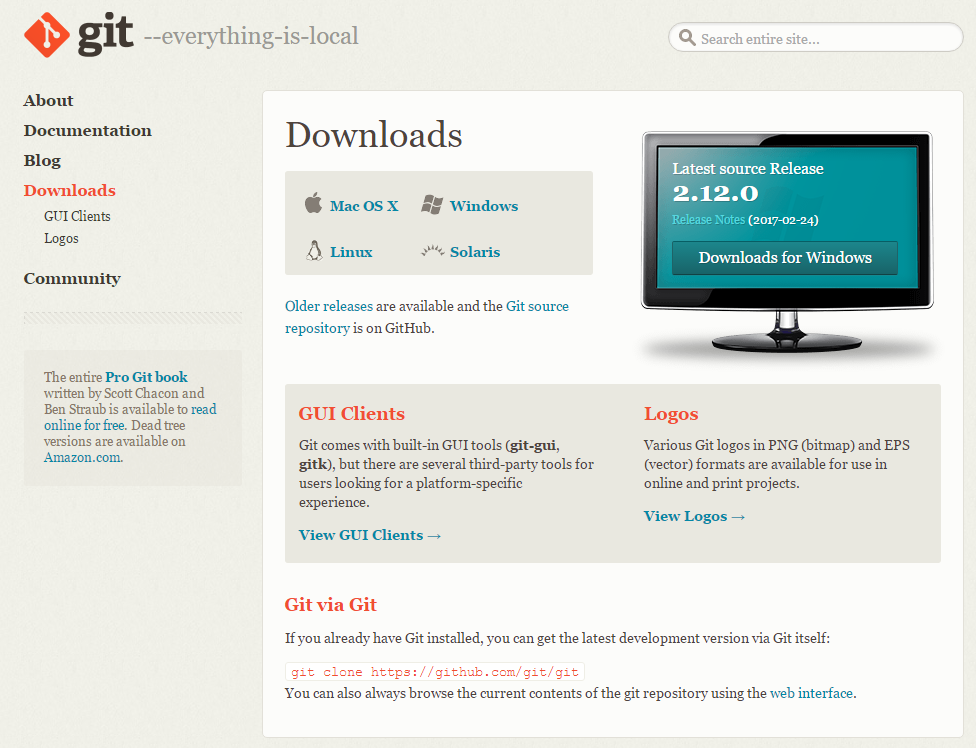 git --everything-is-local
Search entire site...
About
Documentation
Blog
Downloads
GUI Clients
Logos
Community
The entire Pro Git book
written by Scott Chacon and
Ben Straub is available to read
online for free. Dead tree
versions are available on
Amazon.com.
Downloads
Mac OS X
Windows
Linux
Solaris
Older releases are available and the Git source
repository is on GitHub.
Latest source Release
2.12.0
Release Notes (2017-02-24)
Downloads for Windows
GUI Clients
Git comes with built-in GUI tools (git-gui,
gitk), but there are several third-party tools for
users looking for a platform-specific
experience.
View GUI Clients →
Logos
Various Git logos in PNG (bitmap) and EPS
(vector) formats are available for use in
online and print projects.
View Logos →
Git via Git
If you already have Git installed, you can get the latest development version via Git itself:
git clone https://github.com/git/git
You can also always browse the current contents of the git repository using the web interface.